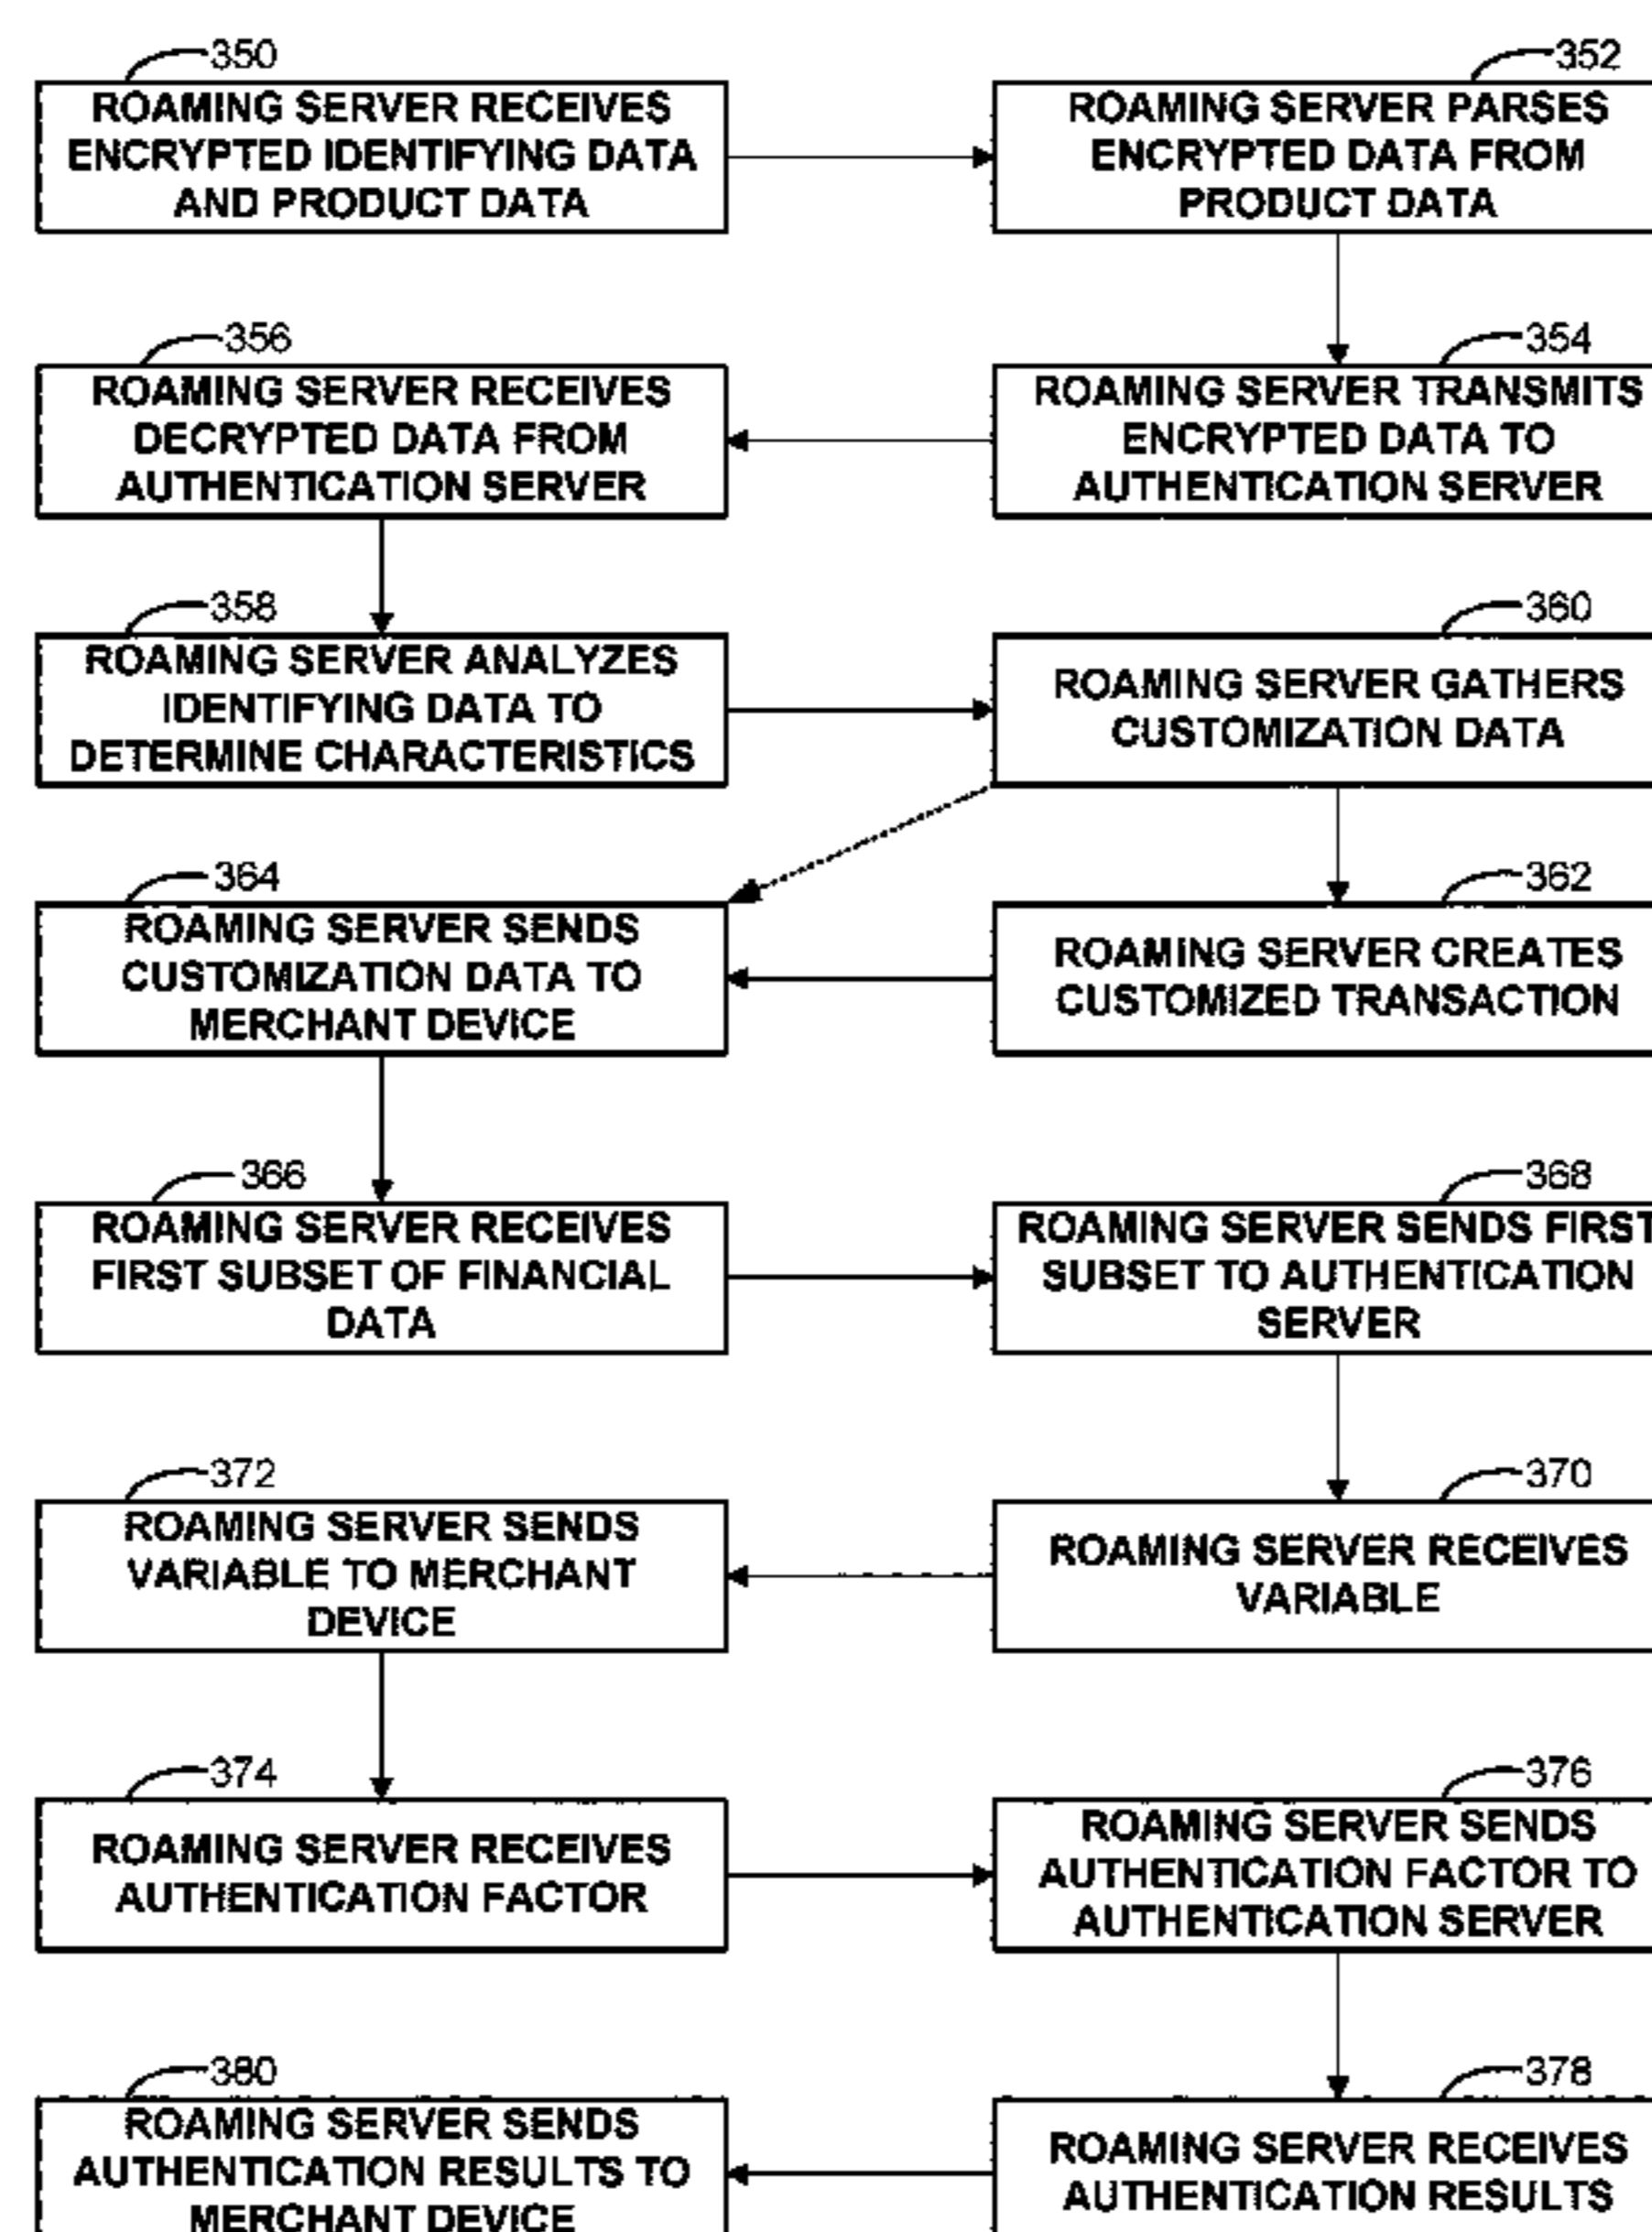 350
ROAMING SERVER RECEIVES
ENCRYPTED IDENTIFYING DATA
AND PRODUCT DATA
352
ROAMING SERVER PARSES
ENCRYPTED DATA FROM
PRODUCT DATA
356
ROAMING SERVER RECEIVES
DECRYPTED DATA FROM
AUTHENTICATION SERVER
354
ROAMING SERVER TRANSMITS
ENCRYPTED DATA TO
AUTHENTICATION SERVER
358
ROAMING SERVER ANALYZES
IDENTIFYING DATA TO
DETERMINE CHARACTERISTICS
360
ROAMING SERVER GATHERS
CUSTOMIZATION DATA
364
ROAMING SERVER SENDS
CUSTOMIZATION DATA TO
MERCHANT DEVICE
362
ROAMING SERVER CREATES
CUSTOMIZED TRANSACTION
366
ROAMING SERVER RECEIVES
FIRST SUBSET OF FINANCIAL
DATA
368
ROAMING SERVER SENDS FIRST
SUBSET TO AUTHENTICATION
SERVER
372
ROAMING SERVER SENDS
VARIABLE TO MERCHANT
DEVICE
370
ROAMING SERVER RECEIVES
VARIABLE
374
ROAMING SERVER RECEIVES
AUTHENTICATION FACTOR
376
ROAMING SERVER SENDS
AUTHENTICATION FACTOR TO
AUTHENTICATION SERVER
380
ROAMING SERVER SENDS
AUTHENTICATION RESULTS TO
MERCHANT DEVICE
378
ROAMING SERVER RECEIVES
AUTHENTICATION RESULTS